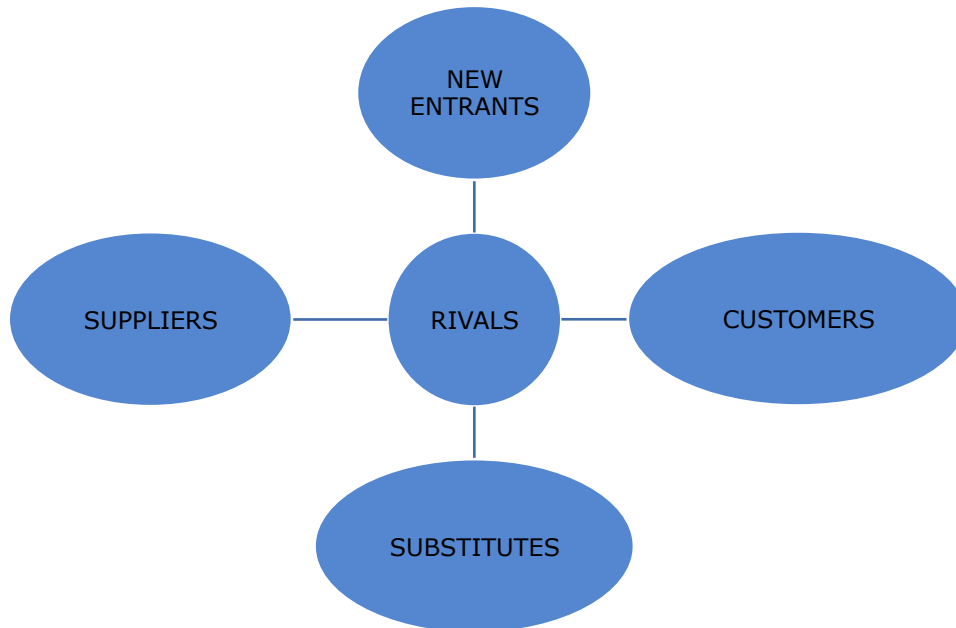 NEW
ENTRANTS
SUPPLIERS
RIVALS
CUSTOMERS
SUBSTITUTES